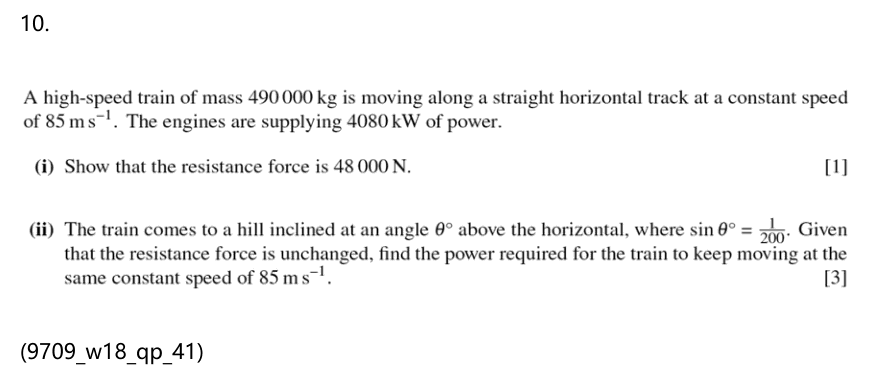 10.
A high-speed train of mass 490 000 kg is moving along a straight horizontal track at a constant speed
of 85 m s⁻¹. The engines are supplying 4080 kW of power.
(i) Show that the resistance force is 48 000 N. [1]
(ii) The train comes to a hill inclined at an angle θ° above the horizontal, where sin θ° = 1/200. Given
that the resistance force is unchanged, find the power required for the train to keep moving at the
same constant speed of 85 m s⁻¹. [3]
(9709_w18_qp_41)